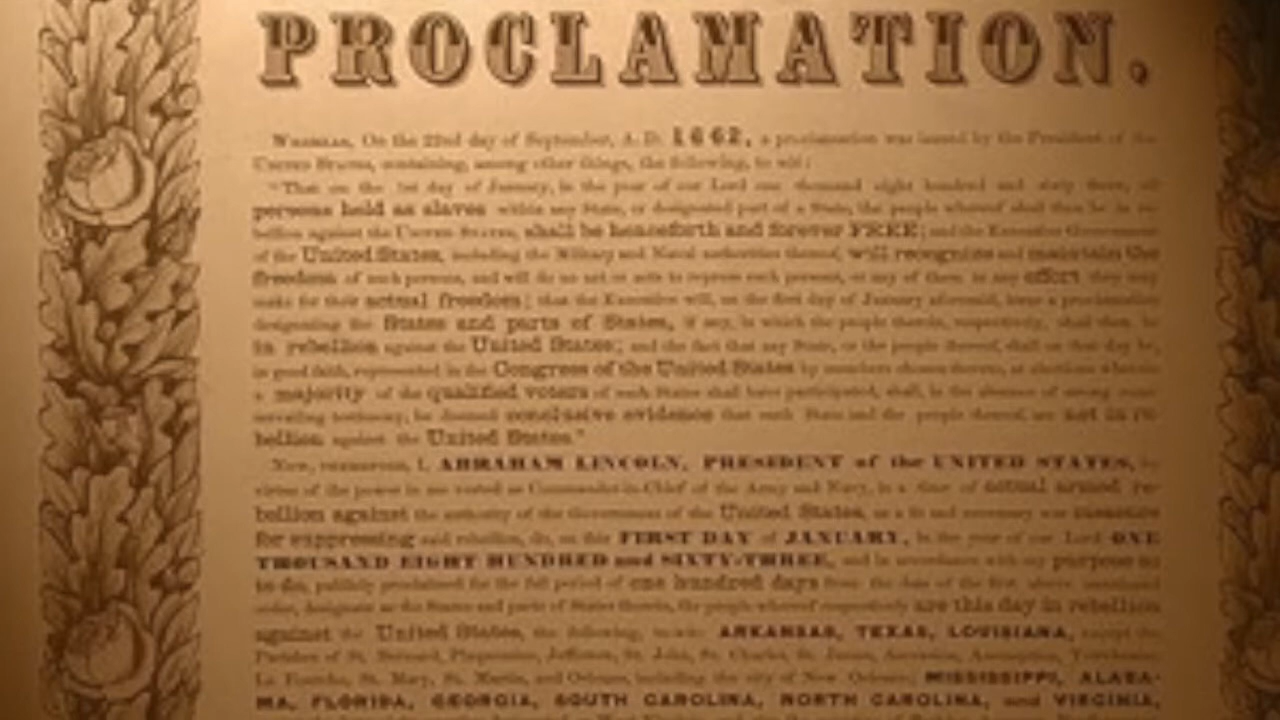 PROCLAMATION.
WHEREAS, On the 22nd day of September, A. D. 1862, a proclamation was issued by the President of the
UNITED STATES, containing, among other things, the following, to wit:
"That on the 1st day of January, in the year of our Lord one thousand eight hundred and sixty three, all
persons held as slaves within any State, or designated part of a State, the people whereof shall then be in re-
bellion against the UNITED STATES, shall be henceforth and forever FREE; and the Executive Government
of the United States, including the Military and Naval authorities thereof, will recognize and maintain the
freedom of such persons, and will do no act or acts to repress such persons, or any of them in any effort they may
make for their actual freedom; that the Executive will, on the first day of January aforesaid, issue a proclamation
designating the States and parts of States, if any, in which the people therein, respectively, shall then be
in rebellion against the United States; and the fact that any State, or the people thereof, shall on that day be,
in good faith, represented in the Congress of the United States by members chosen thereto, at elections wherein
a majority of the qualified voters of such States shall have participated, shall, in the absence of strong coun-
tervailing testimony, be deemed conclusive evidence that such State and the people thereof, are not in re-
bellion against the United States."
Now, THEREFORE, I, ABRAHAM LINCOLN, PRESIDENT of the UNITED STATES, by
virtue of the power in me vested as Commander-in-Chief of the Army and Navy, in a time of actual armed re-
bellion against the authority of the Government of the United States, as a fit and necessary war measure
for suppressing said rebellion, do, on this FIRST DAY of JANUARY, in the year of our Lord ONE
THOUSAND EIGHT HUNDRED and SIXTY-THREE, and in accordance with my purpose so
to do, publicly proclaimed for the full period of one hundred days from the date of the first above mentioned
order, designate as the States and parts of States therein, the people whereof respectively are this day in rebellion
against the United States, the following, to-wit: ARKANSAS, TEXAS, LOUISIANA, except the
Parishes of St. Bernard, Plaquemine, Jefferson, St. John, St. Charles, St. James, Ascension, Assumption, Terrebonne
La Fourche, St. Mary, St. Martin, and Orleans, including the city of New Orleans; MISSISSIPPI, ALABA-
MA, FLORIDA, GEORGIA, SOUTH CAROLINA, NORTH CAROLINA, and VIRGINIA,